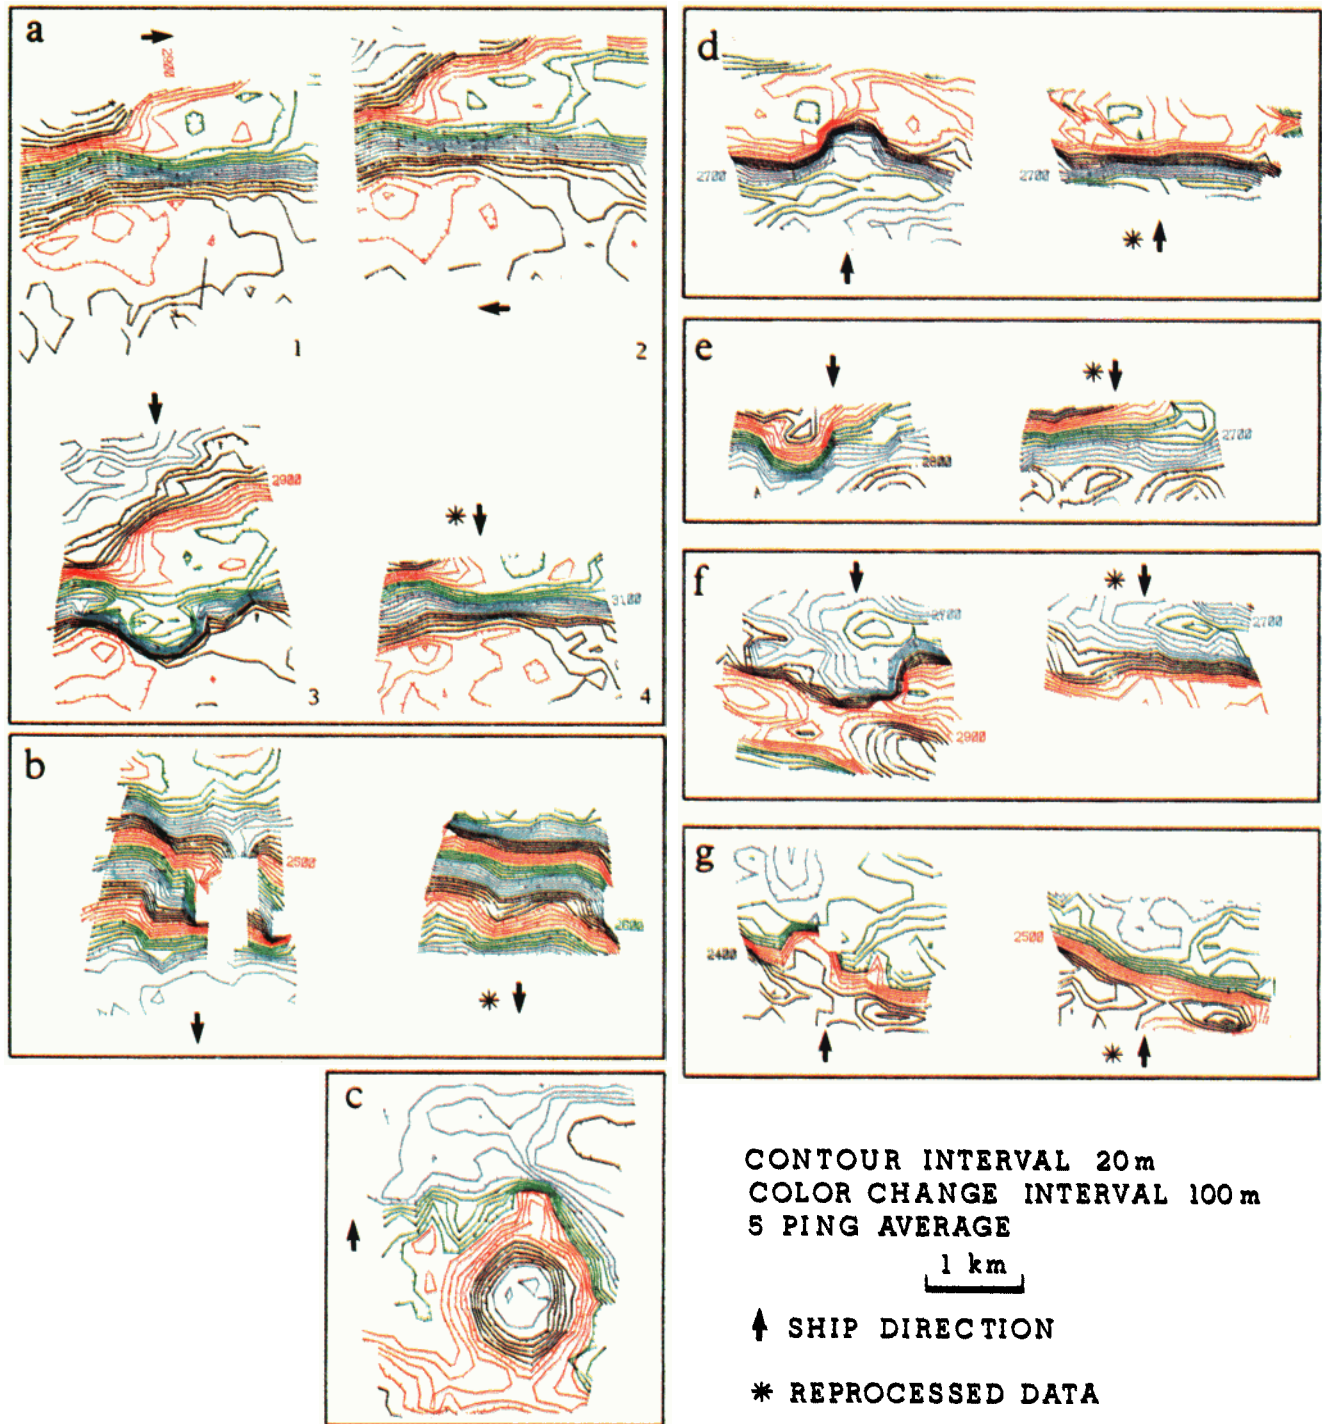 a
2900
1
2
2900
3
*
3100
4
b
2500
2600
*
c
d
2700
2700
*
e
*
2800
2700
f
*
2700
2700
2900
g
2400
2500
*
CONTOUR INTERVAL 20m
COLOR CHANGE INTERVAL 100m
5 PING AVERAGE
1 km
SHIP DIRECTION
* REPROCESSED DATA